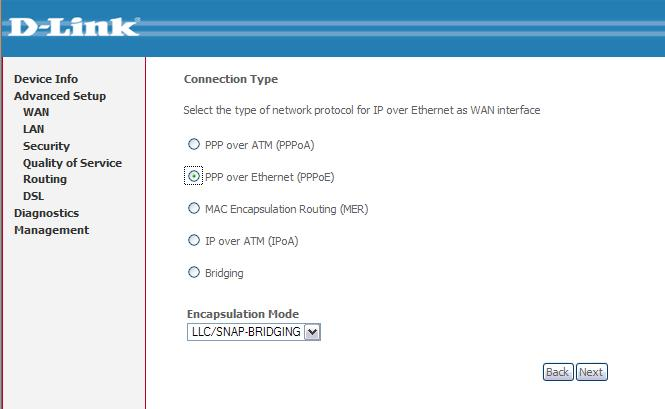 D-Link
Device Info
Advanced Setup
WAN
LAN
Security
Quality of Service
Routing
DSL
Diagnostics
Management
Connection Type
Select the type of network protocol for IP over Ethernet as WAN interface
PPP over ATM (PPPoA)
PPP over Ethernet (PPPoE)
MAC Encapsulation Routing (MER)
IP over ATM (IPoA)
Bridging
Encapsulation Mode
LLC/SNAP-BRIDGING
Back Next